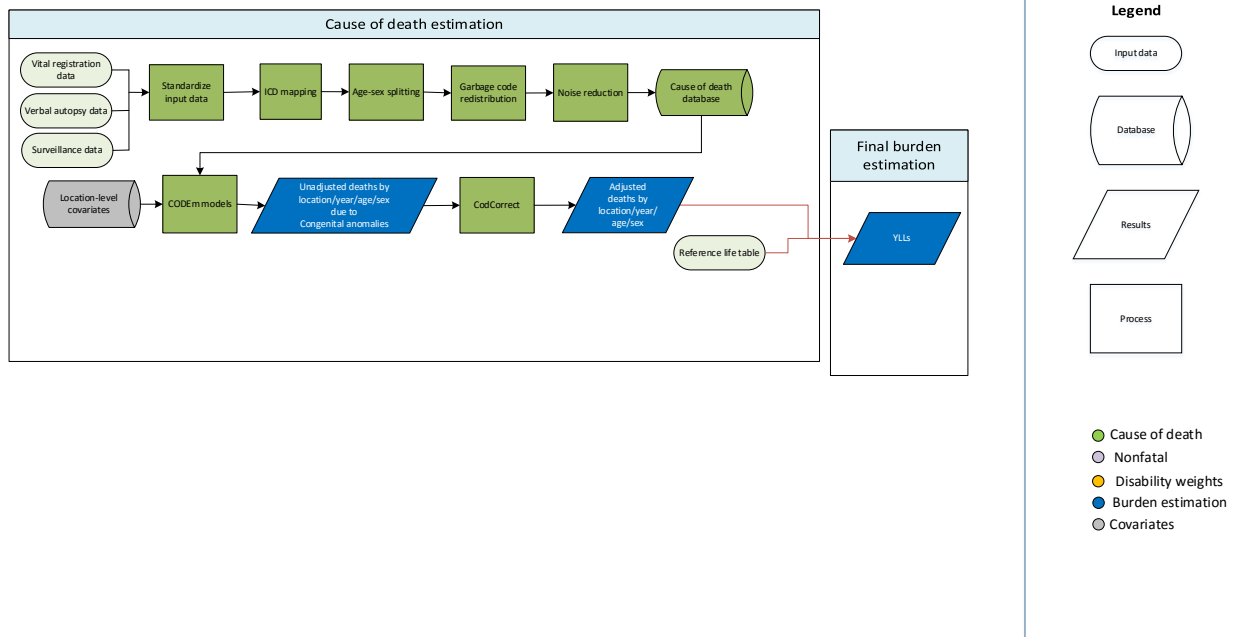 Cause of death estimation
Vital registration
data
Verbal autopsy data
Surveillance data
Standardize
input data
ICD mapping
Age-sex splitting
Garbage code
redistribution
Noise reduction
Cause of death
database
Location-level
covariates
CODEm models
Unadjusted deaths by
location/year/age/sex
due to
Congenital anomalies
CodCorrect
Adjusted
deaths by
location/year/
age/sex
Reference life table
Final burden
estimation
YLLs
Legend
Input data
Database
Results
Process
Cause of death
Nonfatal
Disability weights
Burden estimation
Covariates